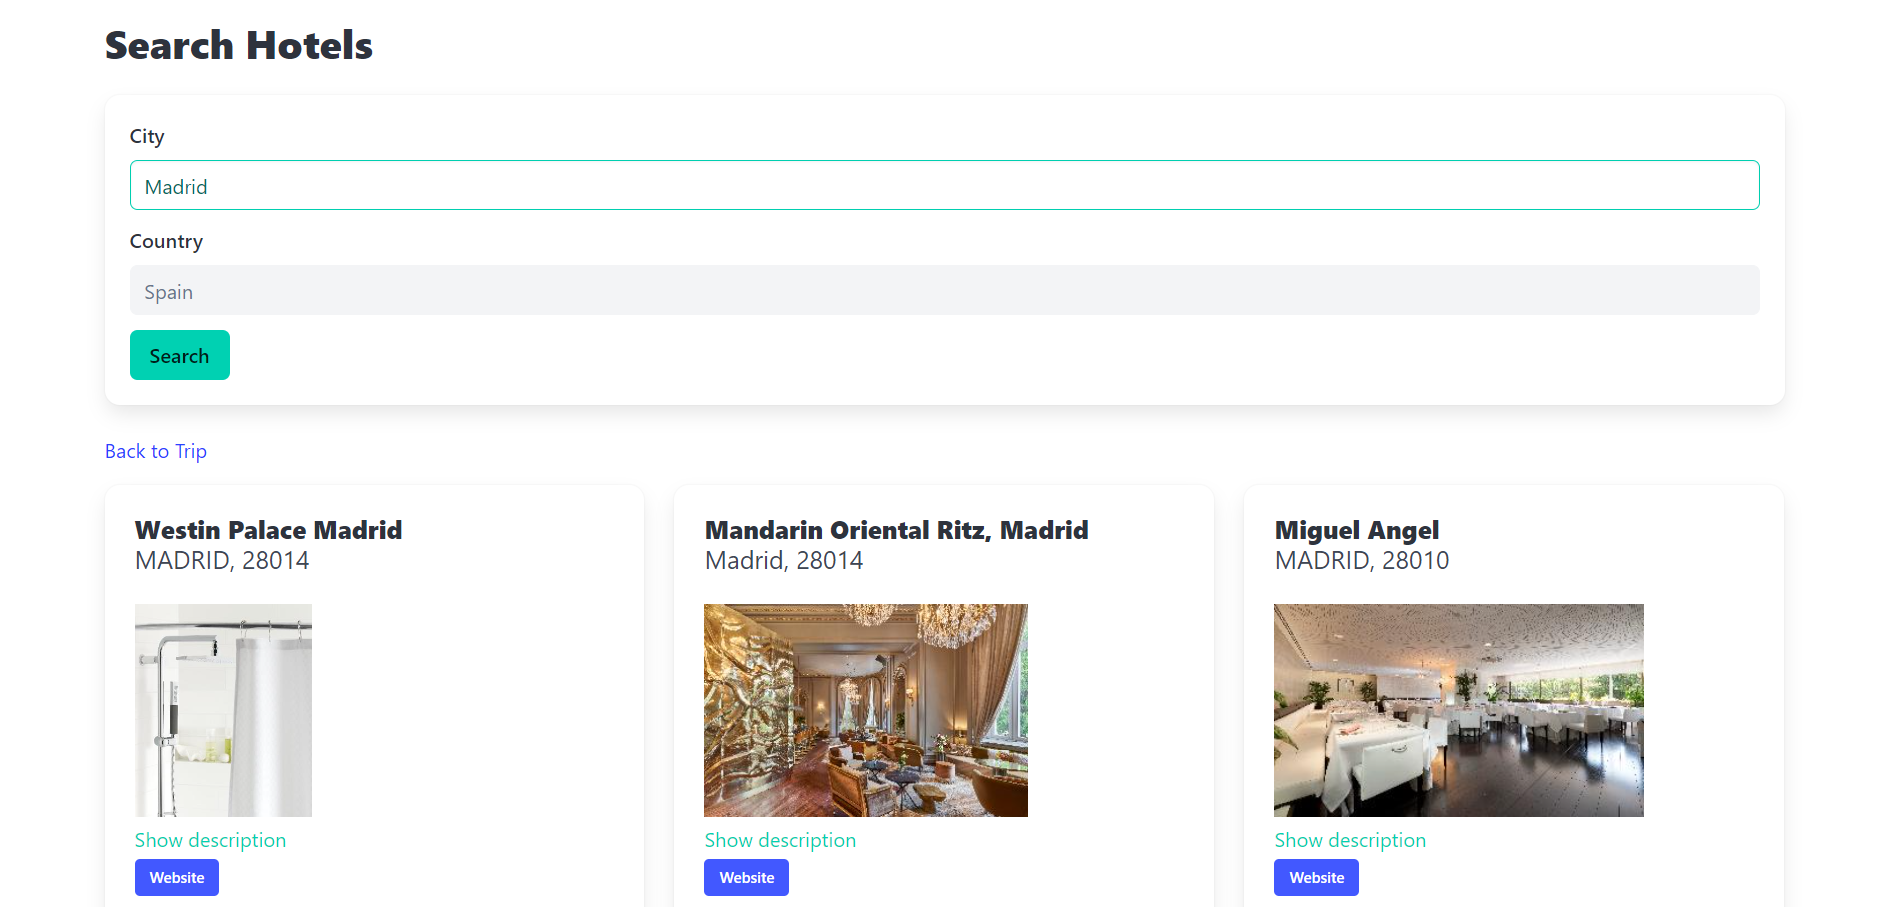 Search Hotels
City
Madrid
Country
Spain
Search
Back to Trip
Westin Palace Madrid
MADRID, 28014
Show description
Website
Mandarin Oriental Ritz, Madrid
Madrid, 28014
Show description
Website
Miguel Angel
MADRID, 28010
Show description
Website